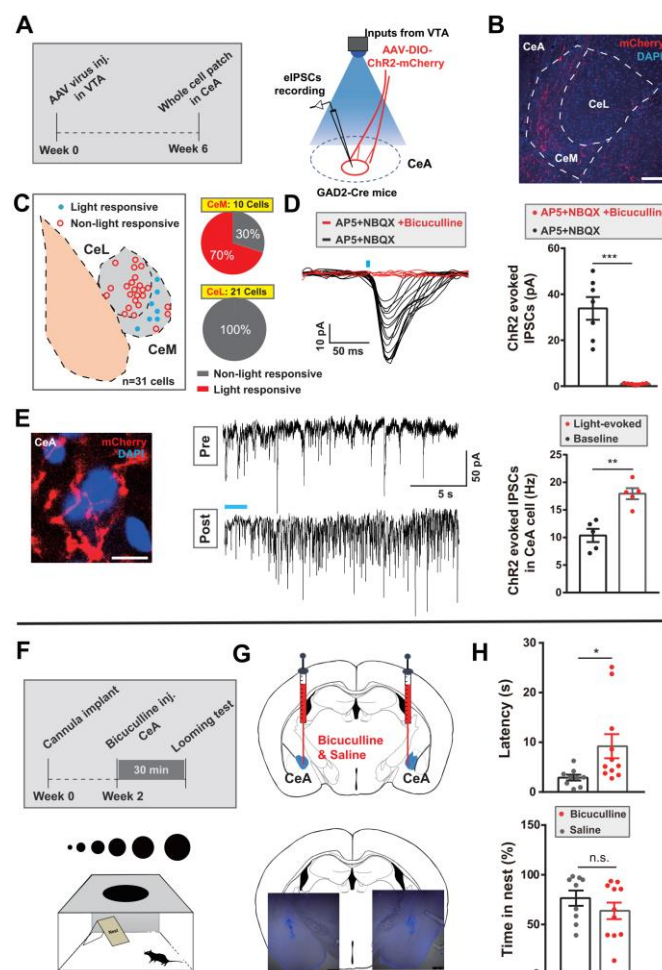 A
AAV virus inj.
in VTA
Whole cell patch
in CeA
Week 0
Week 6
Inputs from VTA
AAV-DIO-
ChR2-mCherry
eIPSCs
recording
CeA
GAD2-Cre mice
B
CeA
mCherry
DAPI
CeL
CeM
C
Light responsive
Non-light responsive
CeL
CeM
n=31 cells
CeM: 10 Cells
30%
70%
CeL: 21 Cells
100%
Non-light responsive
Light responsive
D
AP5+NBQX +Bicuculline
AP5+NBQX
10 pA
50 ms
AP5+NBQX +Bicuculline
AP5+NBQX
ChR2 evoked
IPSCs (pA)
60
40
20
0
***
E
CeA
mCherry
DAPI
Pre
Post
50 pA
5 s
Light-evoked
Baseline
ChR2 evoked IPSCs
in CeA cell (Hz)
25
20
15
10
5
0
**
F
Cannula implant
Bicuculline inj.
CeA
Looming test
30 min
Week 0
Week 2
Nest
G
Bicuculline
& Saline
CeA
CeA
H
Latency (s)
30
20
10
0
*
Bicuculline
Saline
Time in nest (%)
100
50
0
n.s.